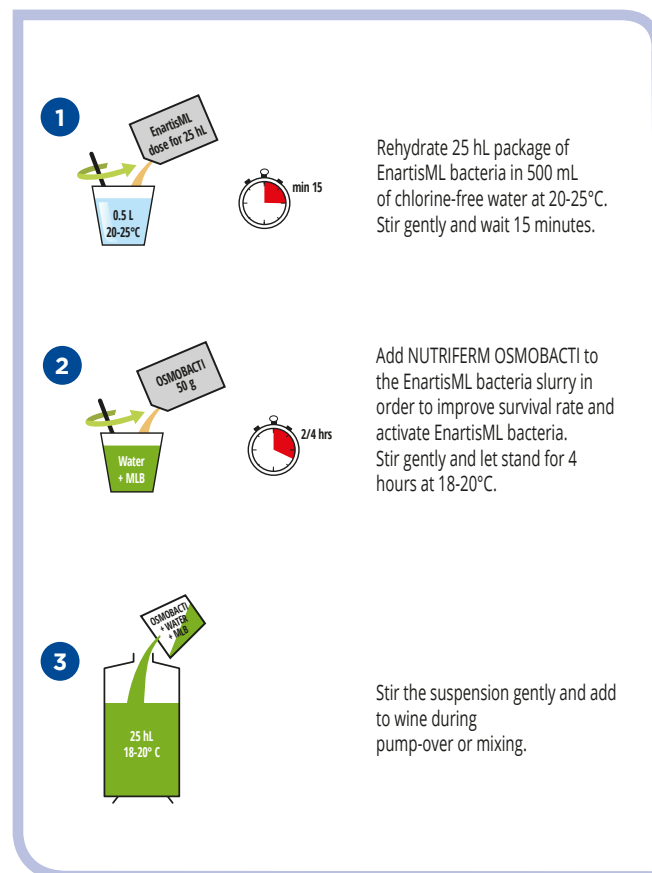 1
EnartisML
dose for 25 hL
min 15
0.5 L
20-25°C
Rehydrate 25 hL package of
EnartisML bacteria in 500 mL
of chlorine-free water at 20-25°C.
Stir gently and wait 15 minutes.
2
OSMOBACTI
50 g
2/4 hrs
Water
+ MLB
Add NUTRIFERM OSMOBACTI to
the EnartisML bacteria slurry in
order to improve survival rate and
activate EnartisML bacteria.
Stir gently and let stand for 4
hours at 18-20°C.
3
OSMOBACTI
+ WATER
+ MLB
25 hL
18-20° C
Stir the suspension gently and add
to wine during
pump-over or mixing.